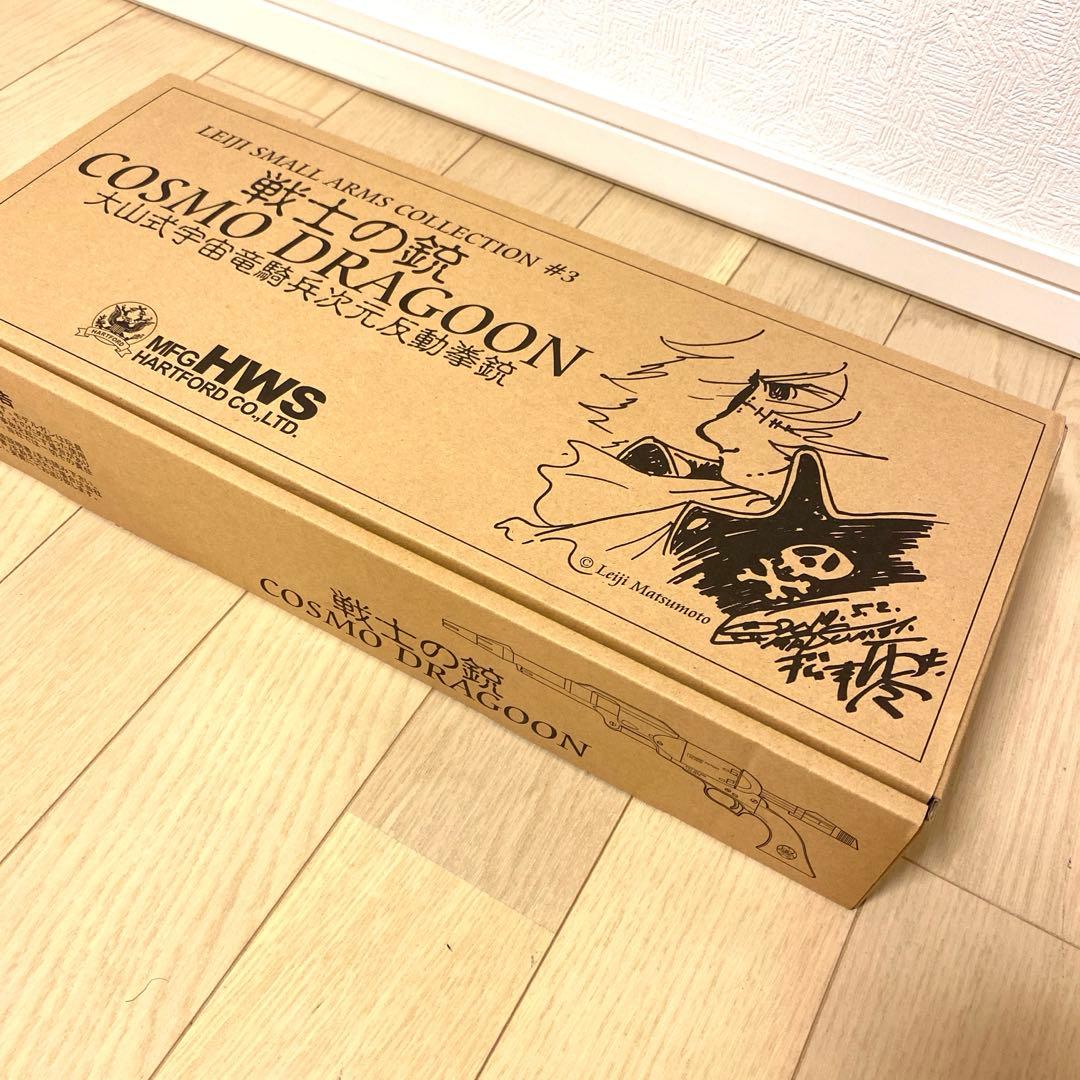 LEIJI SMALL ARMS COLLECTION #3
戦士の銃
COSMO DRAGOON
大山式宇宙竜騎兵次元反動拳銃
HARTFORD
MFG HWS
HARTFORD CO.,LTD.
© Leiji Matsumoto
戦士の銃
COSMO DRAGOON